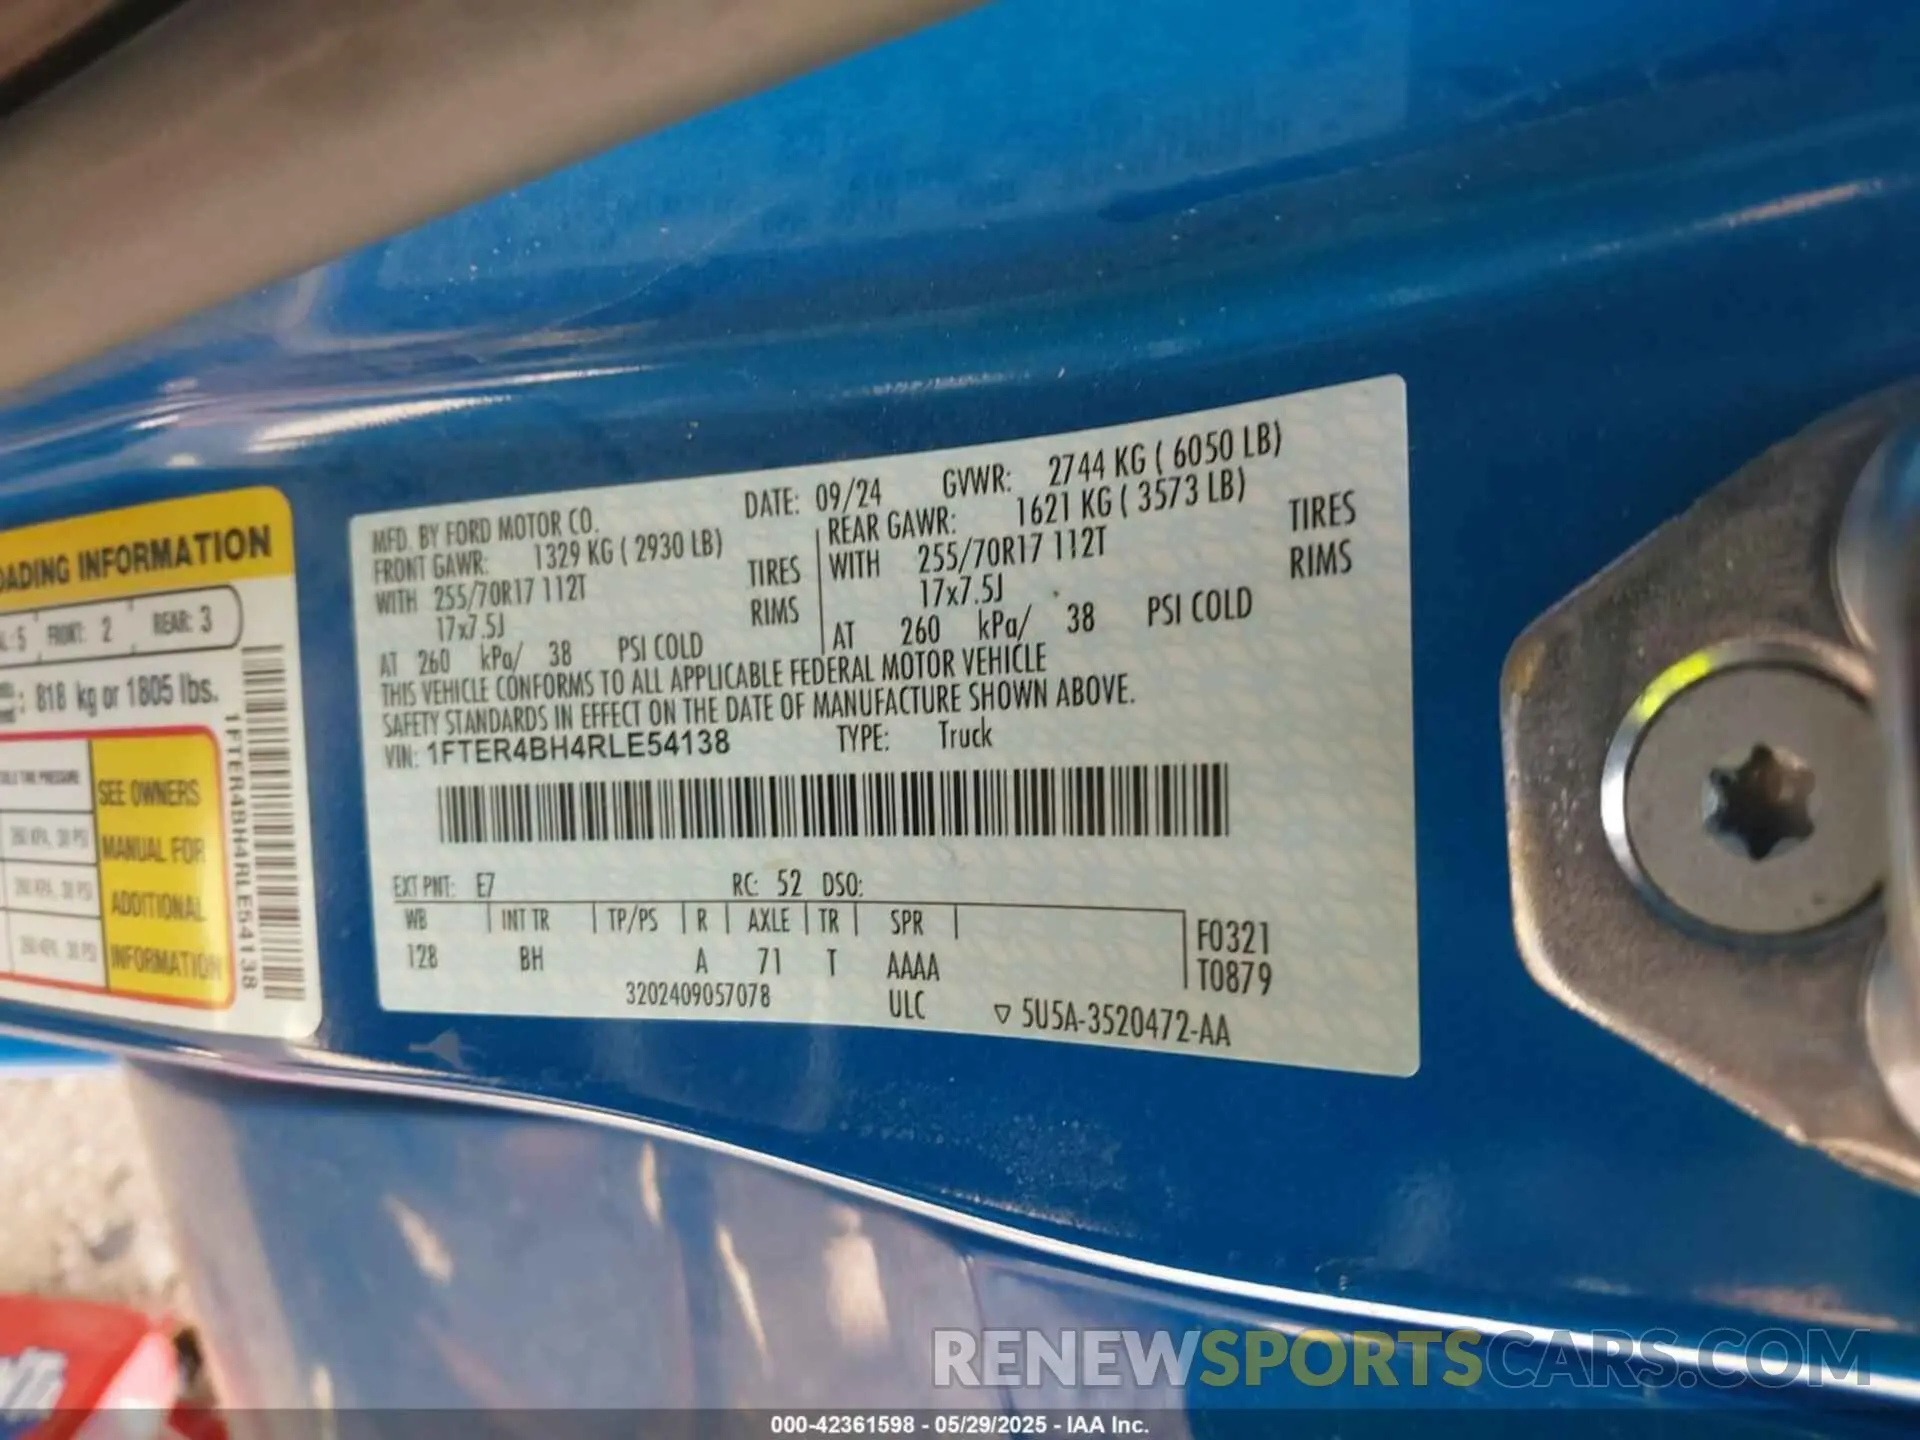 OADING INFORMATION
FRONT: 2 REAR: 3
818 kg or 1805 lbs.
SEE OWNERS
MANUAL FOR
ADDITIONAL
INFORMATION
1FTER4BH4RLE54138
MFD. BY FORD MOTOR CO. DATE: 09/24 GVWR: 2744 KG ( 6050 LB)
FRONT GAWR: 1329 KG ( 2930 LB) REAR GAWR: 1621 KG ( 3573 LB)
WITH 255/70R17 112T TIRES WITH 255/70R17 112T TIRES
17x7.5J RIMS 17x7.5J RIMS
AT 260 kPa/ 38 PSI COLD AT 260 kPa/ 38 PSI COLD
THIS VEHICLE CONFORMS TO ALL APPLICABLE FEDERAL MOTOR VEHICLE
SAFETY STANDARDS IN EFFECT ON THE DATE OF MANUFACTURE SHOWN ABOVE.
VIN: 1FTER4BH4RLE54138 TYPE: Truck
EXT PNT: E7 RC: 52 DSO:
WB INT TR TP/PS R AXLE TR SPR F0321
128 BH A 71 T AAAA T0879
3202409057078 ULC ▽ 5U5A-3520472-AA
RENEWSPORTSCARS.COM
000-42361598 - 05/29/2025 - IAA Inc.